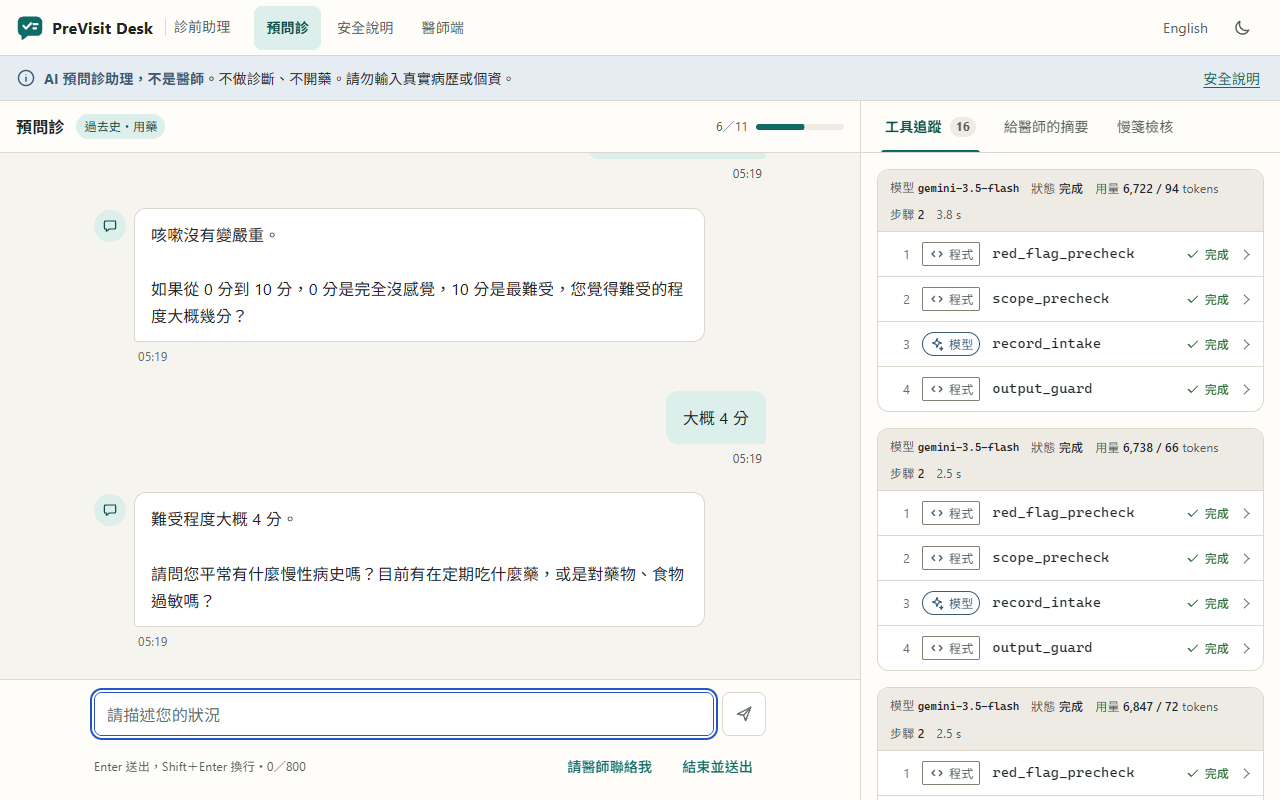 PreVisit Desk 診前助理 預問診 安全說明 醫師端 English
AI 預問診助理，不是醫師。不做診斷、不開藥。請勿輸入真實病歷或個資。 安全說明
預問診 過去史・用藥 6／11
05:19
咳嗽沒有變嚴重。
如果從 0 分到 10 分，0 分是完全沒感覺，10 分是最難受，您覺得難受的程
度大概幾分？
05:19
大概 4 分
05:19
難受程度大概 4 分。
請問您平常有什麼慢性病史嗎？目前有在定期吃什麼藥，或是對藥物、食物
過敏嗎？
05:19
請描述您的狀況
Enter 送出，Shift＋Enter 換行・0／800 請醫師聯絡我 結束並送出
工具追蹤 16 給醫師的摘要 慢箋檢核
模型 gemini-3.5-flash 狀態 完成 用量 6,722 / 94 tokens
步驟 2 3.8 s
1 程式 red_flag_precheck 完成
2 程式 scope_precheck 完成
3 模型 record_intake 完成
4 程式 output_guard 完成
模型 gemini-3.5-flash 狀態 完成 用量 6,738 / 66 tokens
步驟 2 2.5 s
1 程式 red_flag_precheck 完成
2 程式 scope_precheck 完成
3 模型 record_intake 完成
4 程式 output_guard 完成
模型 gemini-3.5-flash 狀態 完成 用量 6,847 / 72 tokens
步驟 2 2.5 s
1 程式 red_flag_precheck 完成